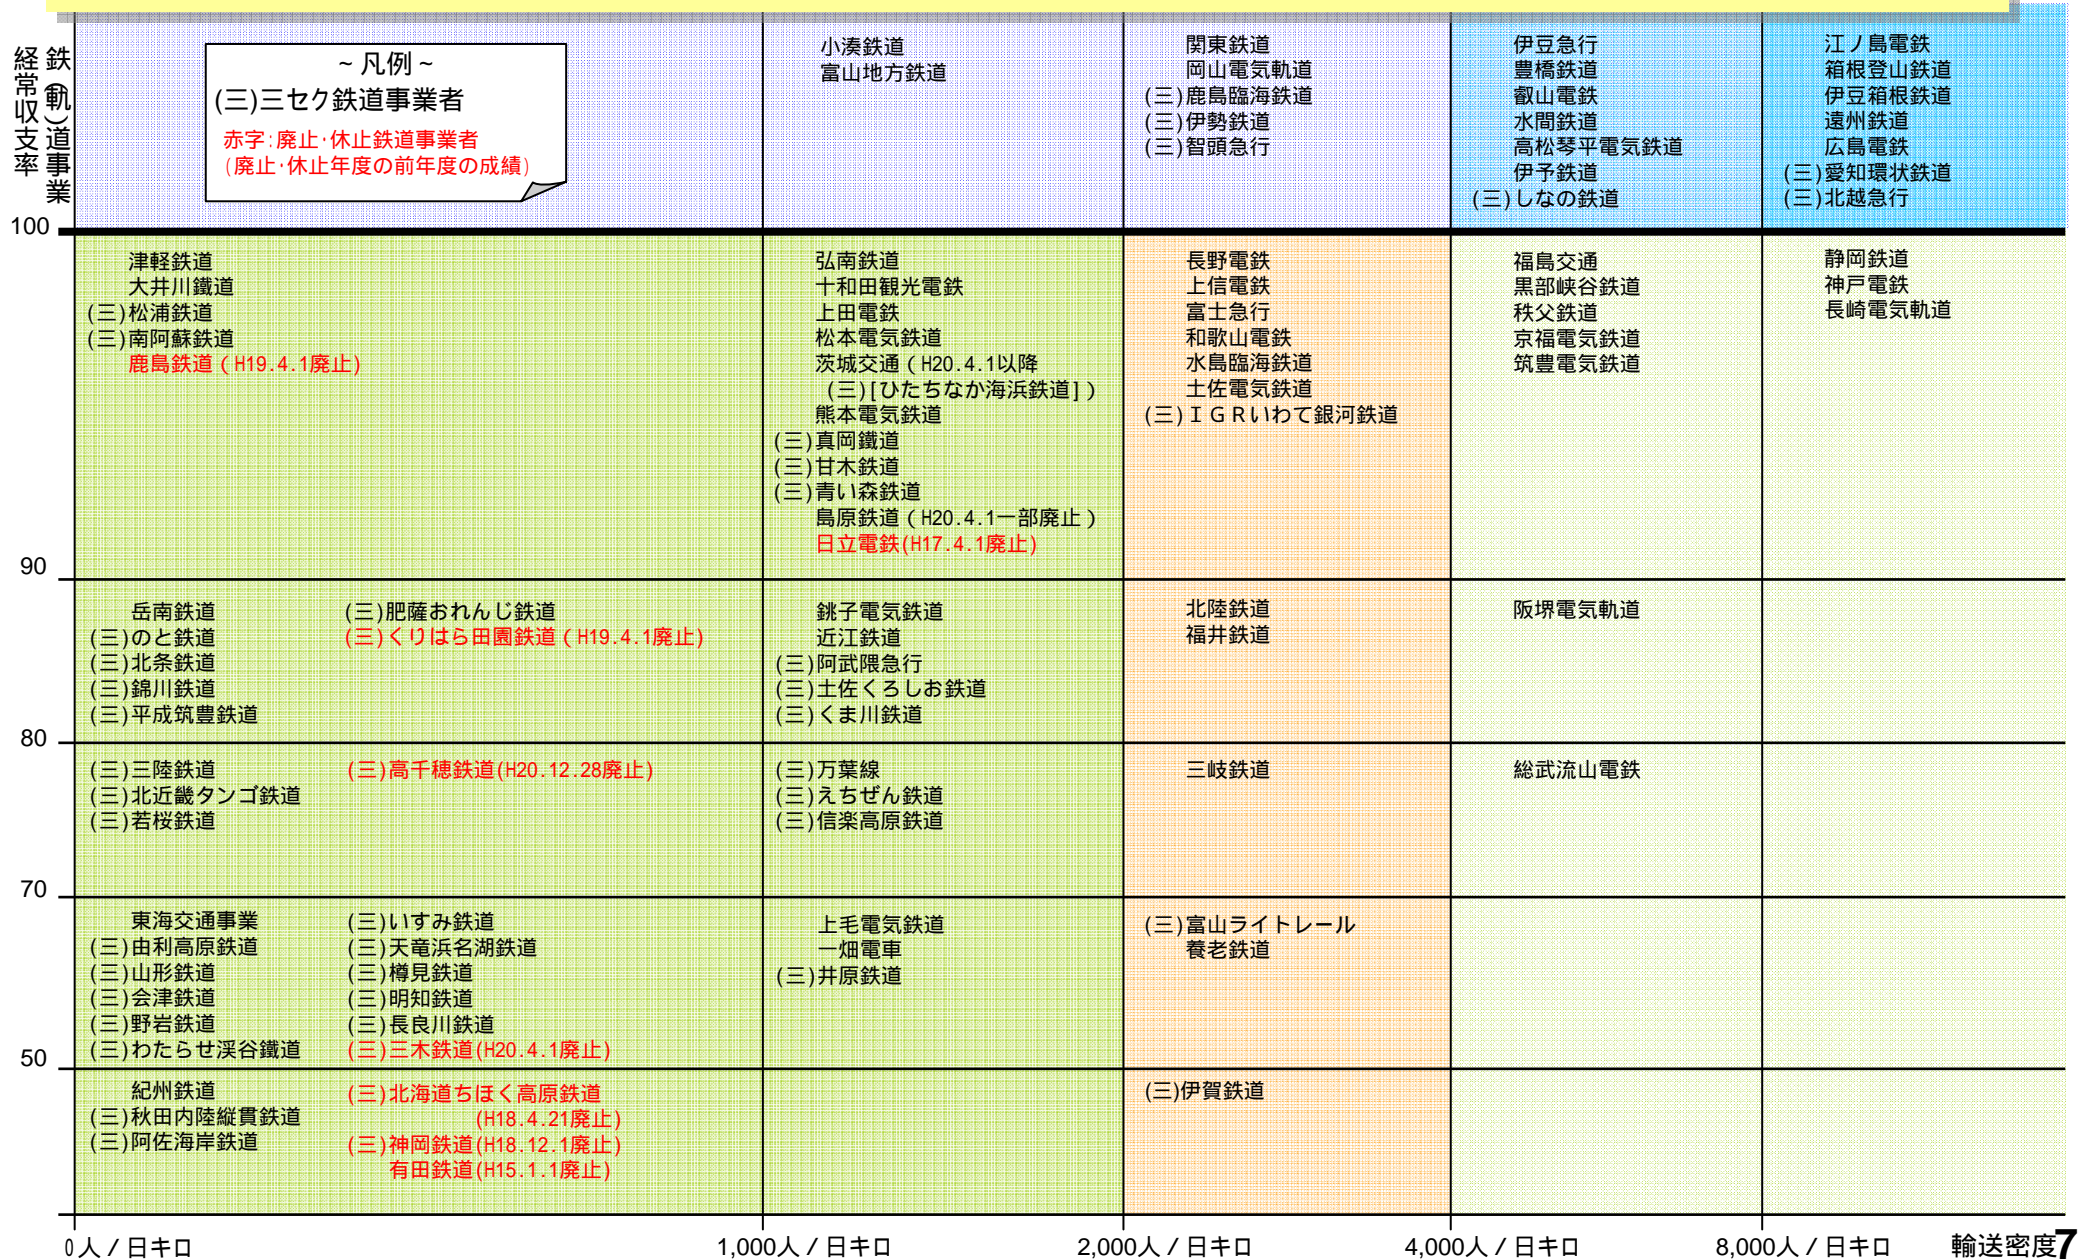 鉄(軌)道事業
経常収支率
~凡例~
(三)三セク鉄道事業者
赤字:廃止・休止鉄道事業者
(廃止・休止年度の前年度の成績)
小湊鉄道
富山地方鉄道
関東鉄道
岡山電気軌道
(三)鹿島臨海鉄道
(三)伊勢鉄道
(三)智頭急行
伊豆急行
豊橋鉄道
叡山電鉄
水間鉄道
高松琴平電気鉄道
伊予鉄道
(三)しなの鉄道
江ノ島電鉄
箱根登山鉄道
伊豆箱根鉄道
遠州鉄道
広島電鉄
(三)愛知環状鉄道
(三)北越急行
100
津軽鉄道
大井川鐵道
(三)松浦鉄道
(三)南阿蘇鉄道
鹿島鉄道(H19.4.1廃止)
弘南鉄道
十和田観光電鉄
上田電鉄
松本電気鉄道
茨城交通(H20.4.1以降
(三)[ひたちなか海浜鉄道])
熊本電気鉄道
(三)真岡鐵道
(三)甘木鉄道
(三)青い森鉄道
島原鉄道(H20.4.1一部廃止)
日立電鉄(H17.4.1廃止)
長野電鉄
上信電鉄
富士急行
和歌山電鉄
水島臨海鉄道
土佐電気鉄道
(三)IGRいわて銀河鉄道
福島交通
黒部峡谷鉄道
秩父鉄道
京福電気鉄道
筑豊電気鉄道
静岡鉄道
神戸電鉄
長崎電気軌道
90
岳南鉄道
(三)のと鉄道
(三)北条鉄道
(三)錦川鉄道
(三)平成筑豊鉄道
(三)肥薩おれんじ鉄道
(三)くりはら田園鉄道(H19.4.1廃止)
銚子電気鉄道
近江鉄道
(三)阿武隈急行
(三)土佐くろしお鉄道
(三)くま川鉄道
北陸鉄道
福井鉄道
阪堺電気軌道
80
(三)三陸鉄道
(三)北近畿タンゴ鉄道
(三)若桜鉄道
(三)高千穂鉄道(H20.12.28廃止)
(三)万葉線
(三)えちぜん鉄道
(三)信楽高原鉄道
三岐鉄道
総武流山電鉄
70
東海交通事業
(三)由利高原鉄道
(三)山形鉄道
(三)会津鉄道
(三)野岩鉄道
(三)わたらせ渓谷鐵道
(三)いすみ鉄道
(三)天竜浜名湖鉄道
(三)樽見鉄道
(三)明知鉄道
(三)長良川鉄道
(三)三木鉄道(H20.4.1廃止)
上毛電気鉄道
一畑電車
(三)井原鉄道
(三)富山ライトレール
養老鉄道
50
紀州鉄道
(三)秋田内陸縦貫鉄道
(三)阿佐海岸鉄道
(三)北海道ちほく高原鉄道
(H18.4.21廃止)
(三)神岡鉄道(H18.12.1廃止)
有田鉄道(H15.1.1廃止)
(三)伊賀鉄道
0人/日キロ
1,000人/日キロ
2,000人/日キロ
4,000人/日キロ
8,000人/日キロ
輸送密度
7